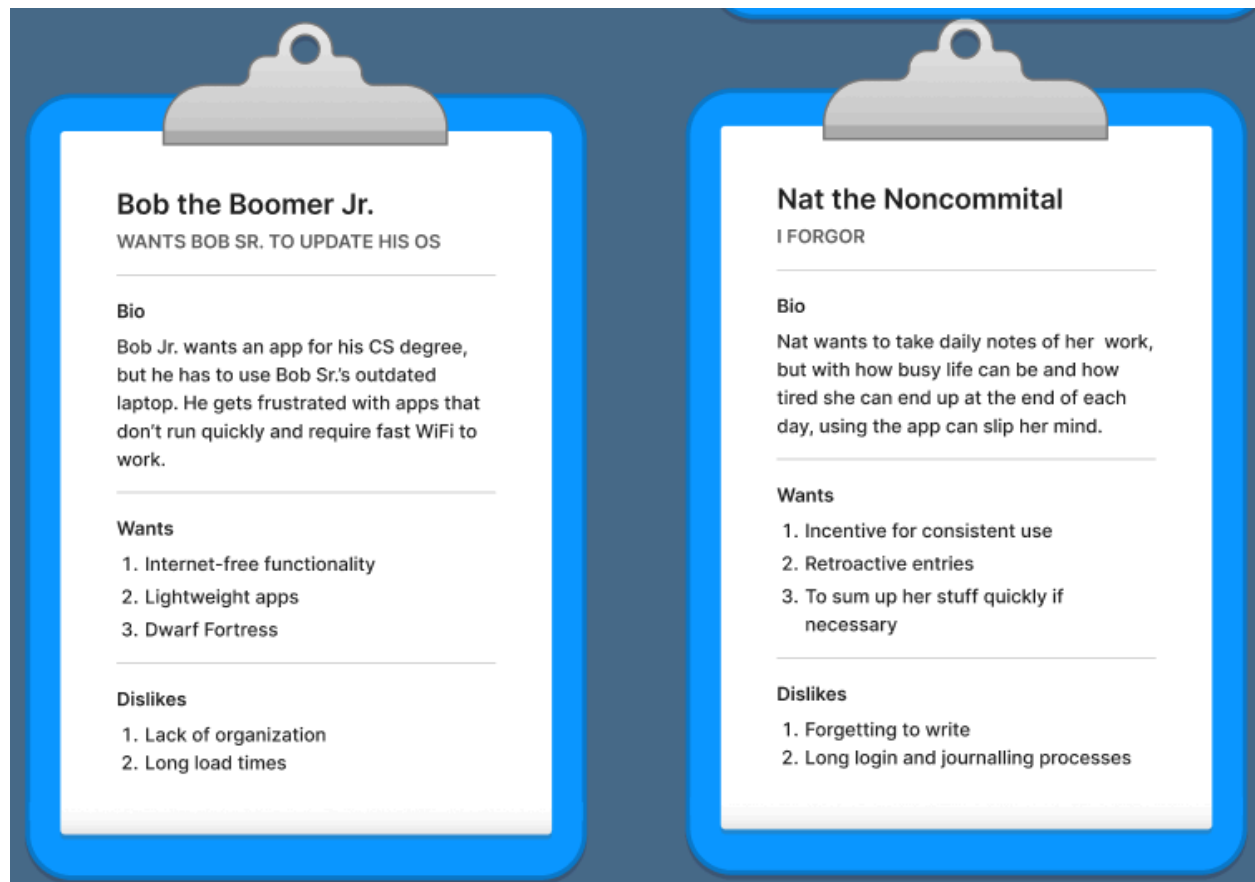 Bob the Boomer Jr.
WANTS BOB SR. TO UPDATE HIS OS
Bio
Bob Jr. wants an app for his CS degree,
but he has to use Bob Sr.'s outdated
laptop. He gets frustrated with apps that
don't run quickly and require fast WiFi to
work.
Wants
1. Internet-free functionality
2. Lightweight apps
3. Dwarf Fortress
Dislikes
1. Lack of organization
2. Long load times
Nat the Noncommital
I FORGOR
Bio
Nat wants to take daily notes of her  work,
but with how busy life can be and how
tired she can end up at the end of each
day, using the app can slip her mind.
Wants
1. Incentive for consistent use
2. Retroactive entries
3. To sum up her stuff quickly if
necessary
Dislikes
1. Forgetting to write
2. Long login and journalling processes